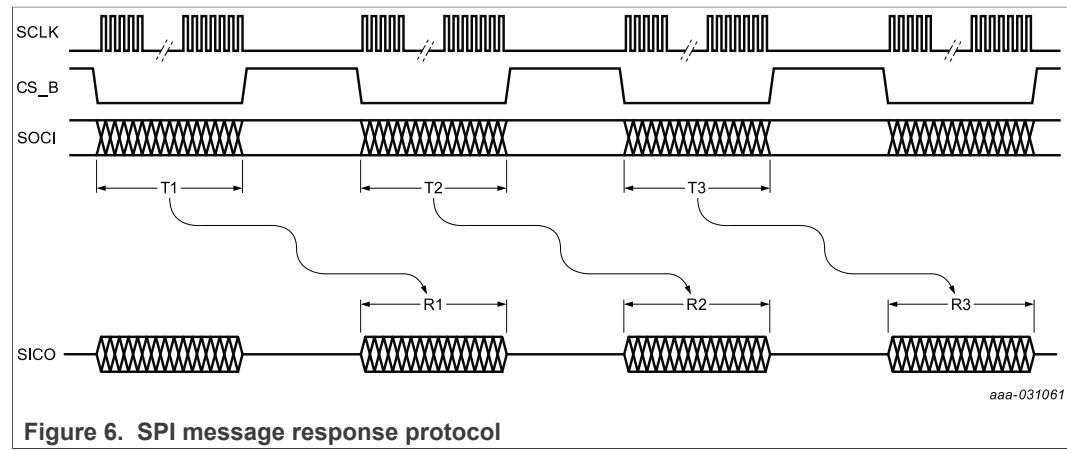 SCLK
CS_B
SOCI
T1 T2 T3
R1 R2 R3
SICO
aaa-031061
Figure 6. SPI message response protocol